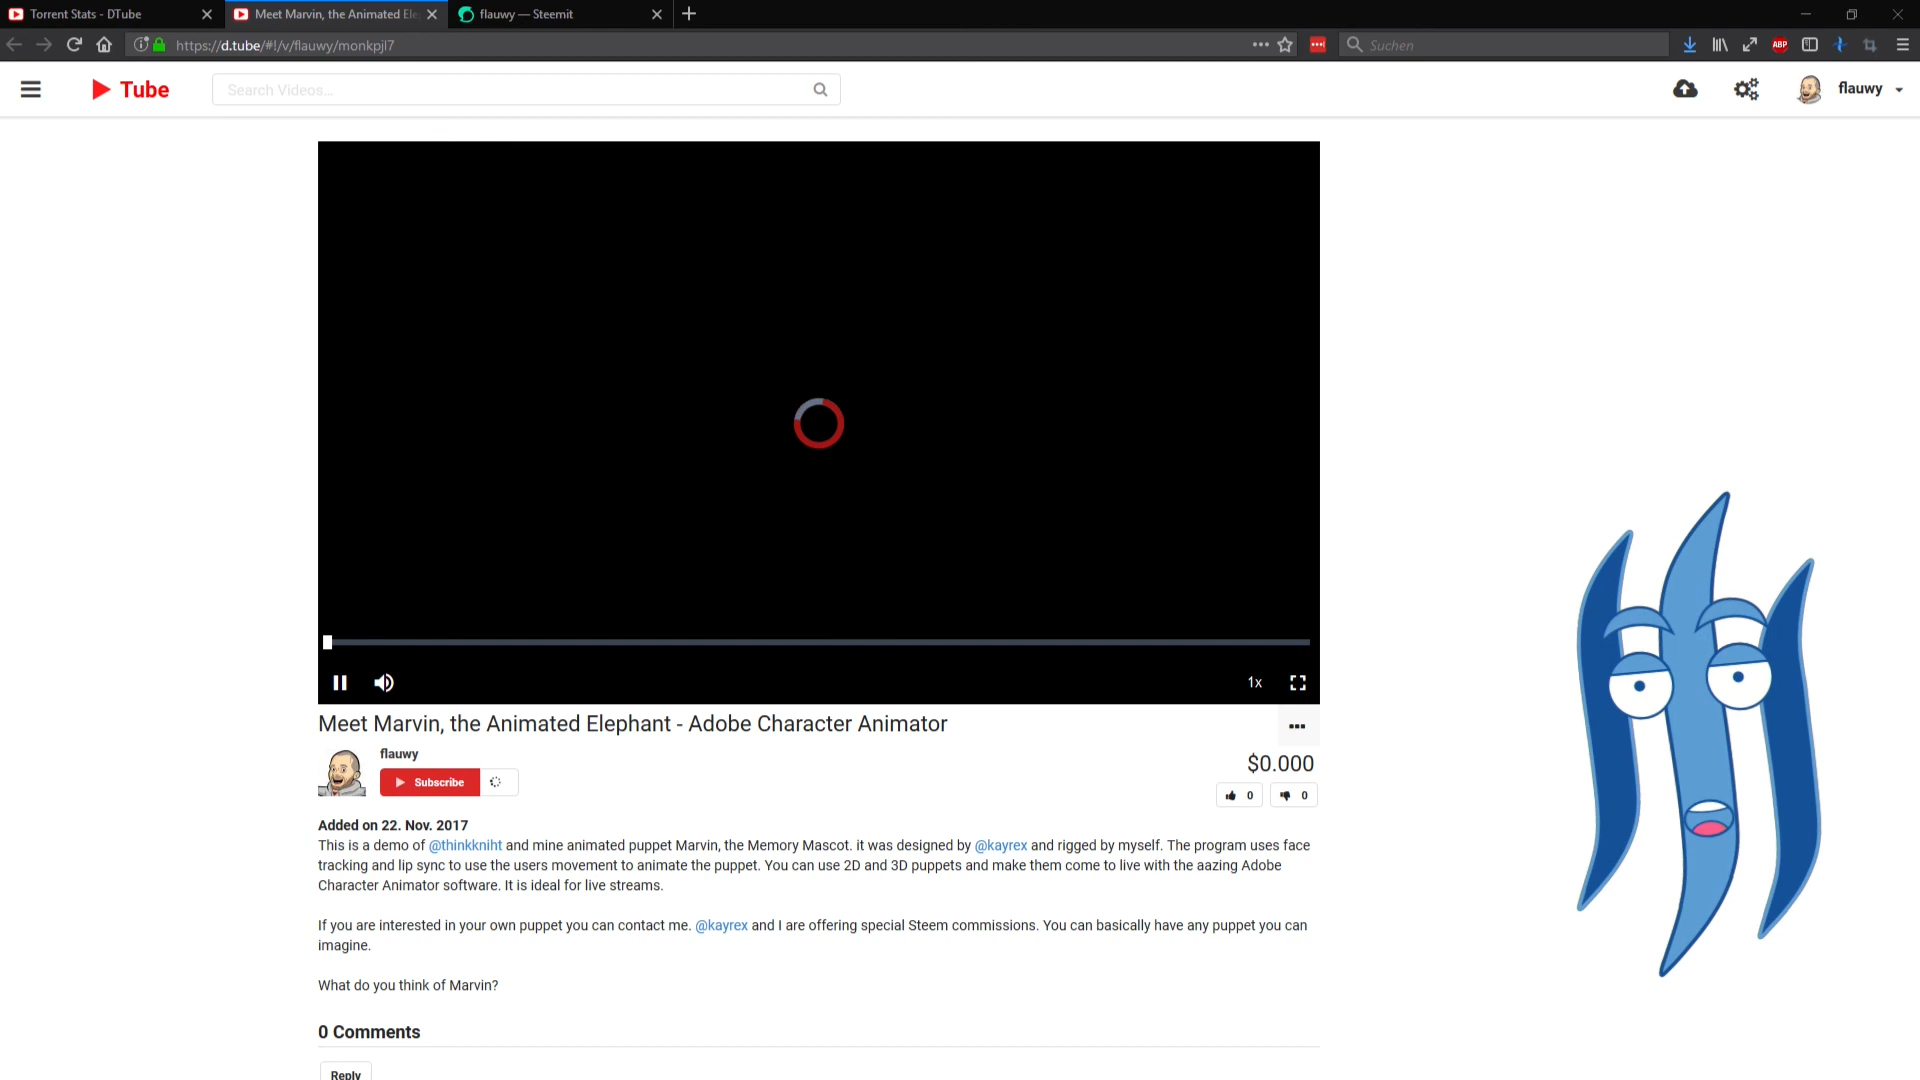 Torrent Stats - DTube
Meet Marvin, the Animated Ele
flauwy — Steemit
https://d.tube/#!/v/flauwy/monkpjl7
Suchen
ABP
Tube
Search Videos...
flauwy
1x
Meet Marvin, the Animated Elephant - Adobe Character Animator
flauwy
$0.000
Subscribe
0
0
Added on 22. Nov. 2017
This is a demo of @thinkkniht and mine animated puppet Marvin, the Memory Mascot. it was designed by @kayrex and rigged by myself. The program uses face
tracking and lip sync to use the users movement to animate the puppet. You can use 2D and 3D puppets and make them come to live with the aazing Adobe
Character Animator software. It is ideal for live streams.
If you are interested in your own puppet you can contact me. @kayrex and I are offering special Steem commissions. You can basically have any puppet you can
imagine.
What do you think of Marvin?
0 Comments
Reply